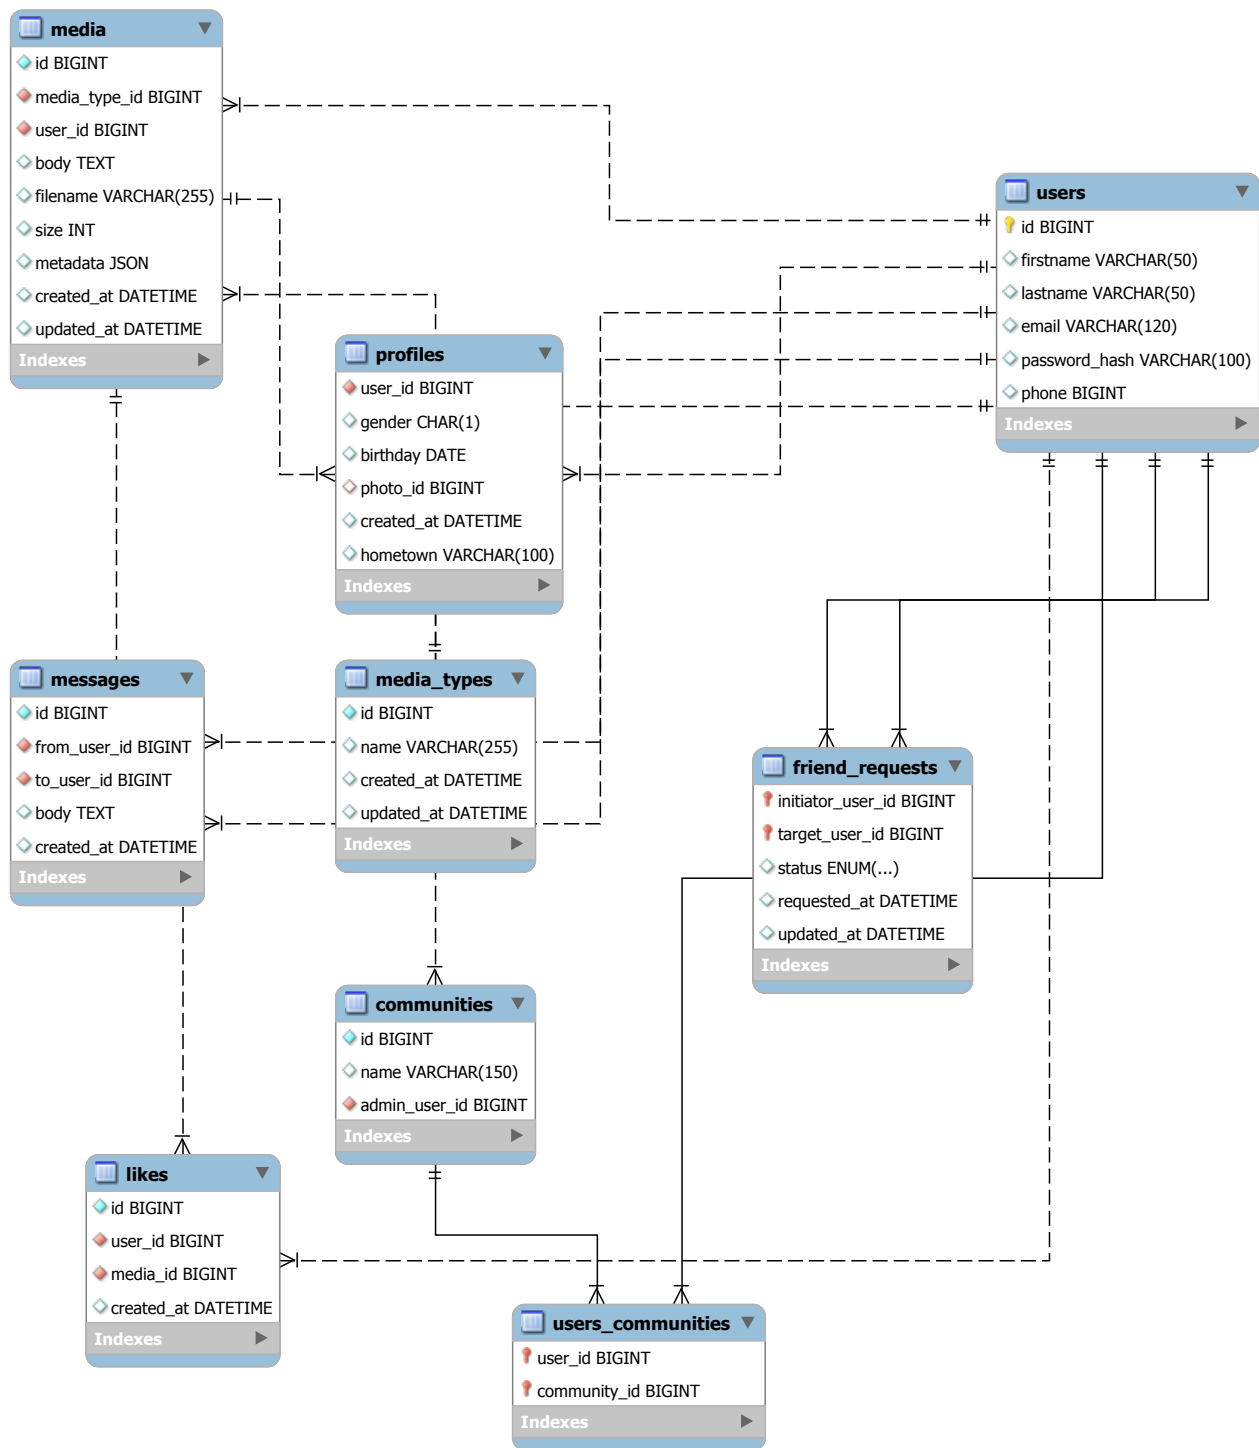 media
id BIGINT
media_type_id BIGINT
user_id BIGINT
body TEXT
filename VARCHAR(255)
size INT
metadata JSON
created_at DATETIME
updated_at DATETIME
Indexes
users
id BIGINT
firstname VARCHAR(50)
lastname VARCHAR(50)
email VARCHAR(120)
password_hash VARCHAR(100)
phone BIGINT
Indexes
profiles
user_id BIGINT
gender CHAR(1)
birthday DATE
photo_id BIGINT
created_at DATETIME
hometown VARCHAR(100)
Indexes
messages
id BIGINT
from_user_id BIGINT
to_user_id BIGINT
body TEXT
created_at DATETIME
Indexes
media_types
id BIGINT
name VARCHAR(255)
created_at DATETIME
updated_at DATETIME
Indexes
friend_requests
initiator_user_id BIGINT
target_user_id BIGINT
status ENUM(...)
requested_at DATETIME
updated_at DATETIME
Indexes
communities
id BIGINT
name VARCHAR(150)
admin_user_id BIGINT
Indexes
likes
id BIGINT
user_id BIGINT
media_id BIGINT
created_at DATETIME
Indexes
users_communities
user_id BIGINT
community_id BIGINT
Indexes